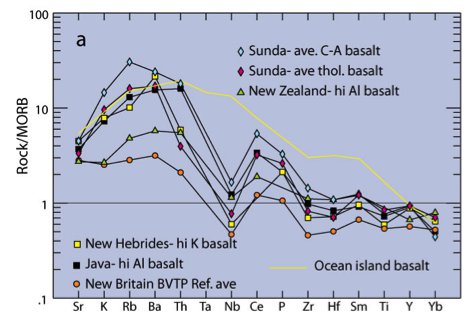 100
a
Sunda- ave. C-A basalt
Sunda- ave thol. basalt
New Zealand- hi Al basalt
10
Rock/MORB
1
New Hebrides- hi K basalt
Java- hi Al basalt
Ocean island basalt
New Britain BVTP Ref. ave
.1
Sr K Rb Ba Th Ta Nb Ce P Zr Hf Sm Ti Y Yb